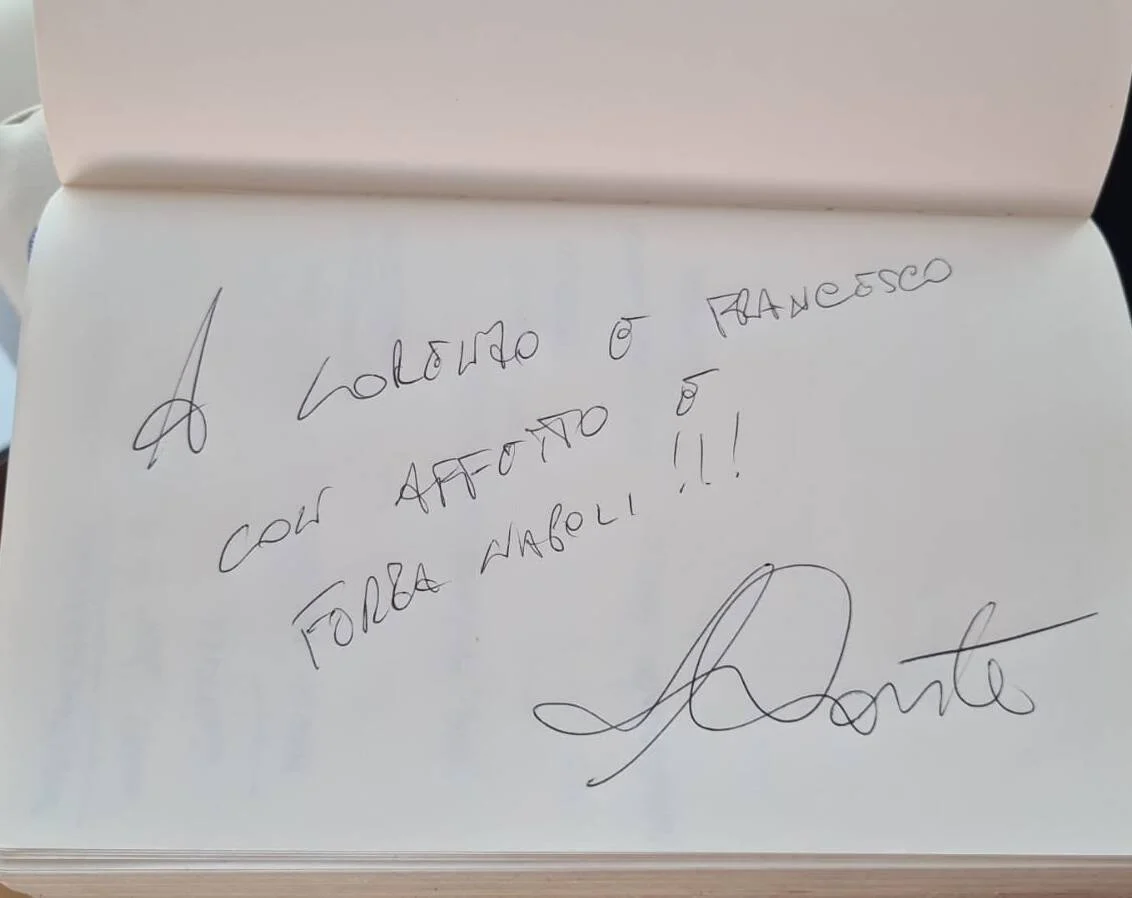 A LORENZO E FRANCESCO
CON AFFETTO E
FORZA NAPOLI!!!
A Conte